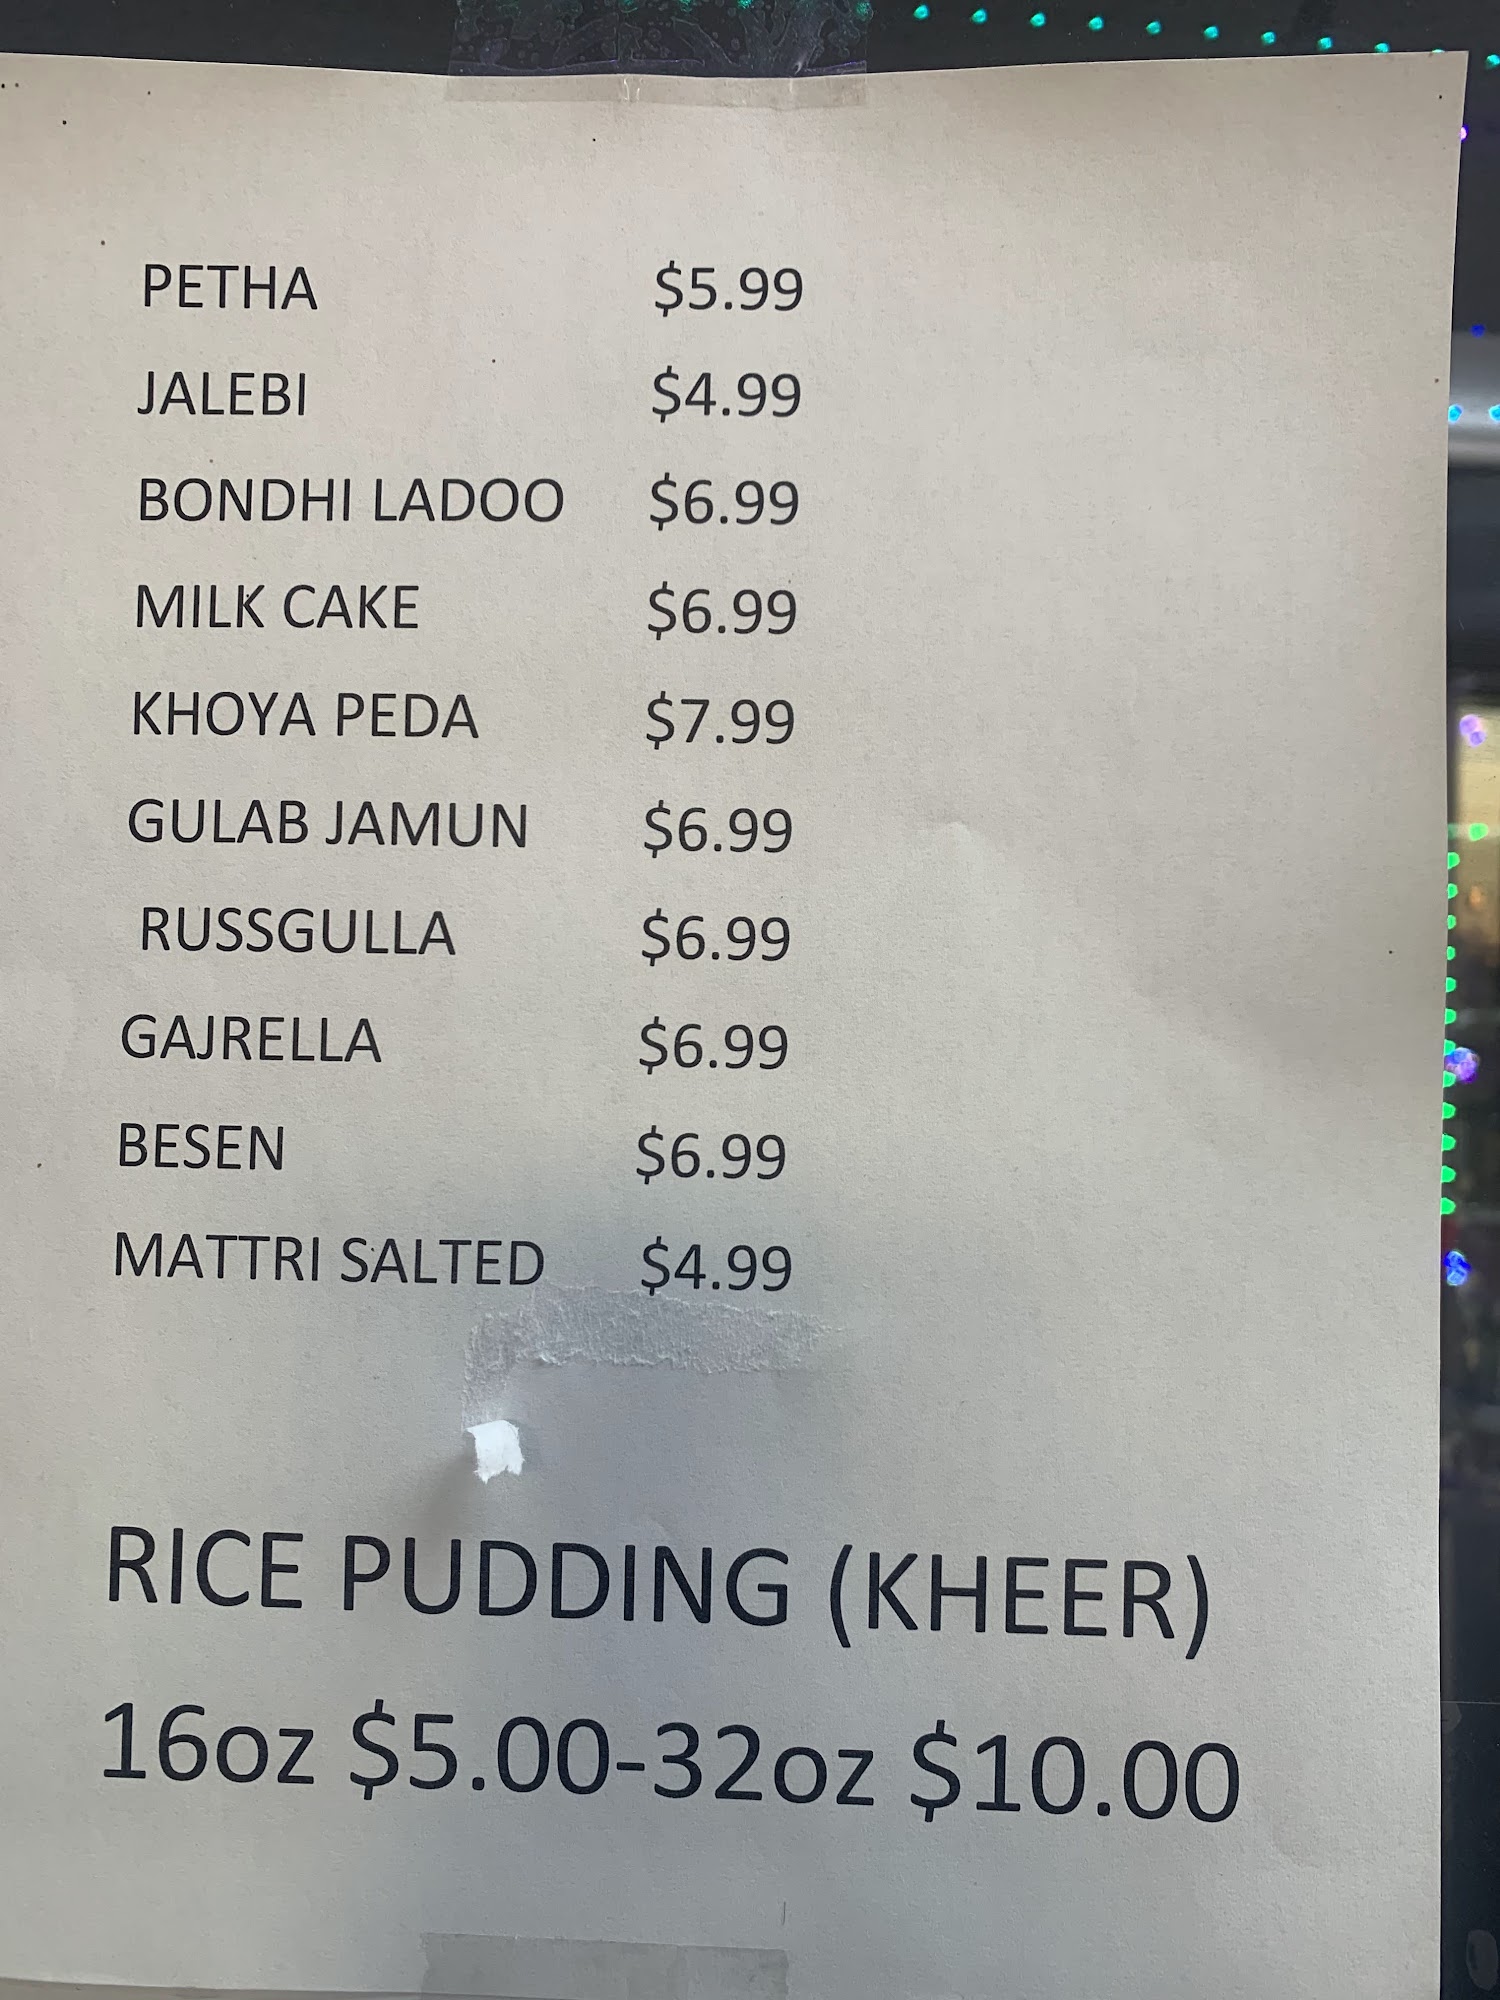 PETHA $5.99
JALEBI $4.99
BONDHI LADOO $6.99
MILK CAKE $6.99
KHOYA PEDA $7.99
GULAB JAMUN $6.99
RUSSGULLA $6.99
GAJRELLA $6.99
BESEN $6.99
MATTRI SALTED $4.99
RICE PUDDING (KHEER)
16oz $5.00-32oz $10.00